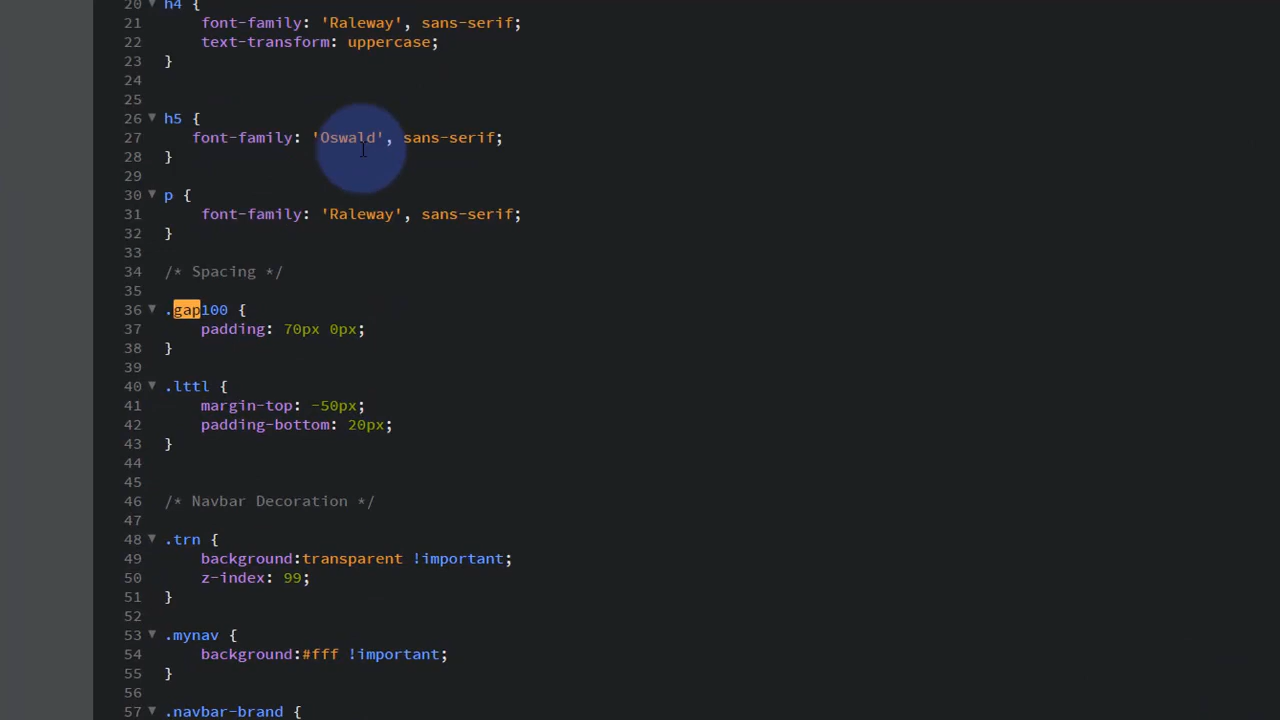 20 h4
21 font-family: 'Raleway', sans-serif;
22 text-transform: uppercase;
23 }
24
25
26 h5 {
27 font-family: 'Oswald', sans-serif;
28 }
29
30 p {
31 font-family: 'Raleway', sans-serif;
32 }
33
34 /* Spacing */
35
36 .gap100 {
37 padding: 70px 0px;
38 }
39
40 .lttl {
41 margin-top: -50px;
42 padding-bottom: 20px;
43 }
44
45
46 /* Navbar Decoration */
47
48 .trn {
49 background:transparent !important;
50 z-index: 99;
51 }
52
53 .mynav {
54 background:#fff !important;
55 }
56
57 .navbar-brand {